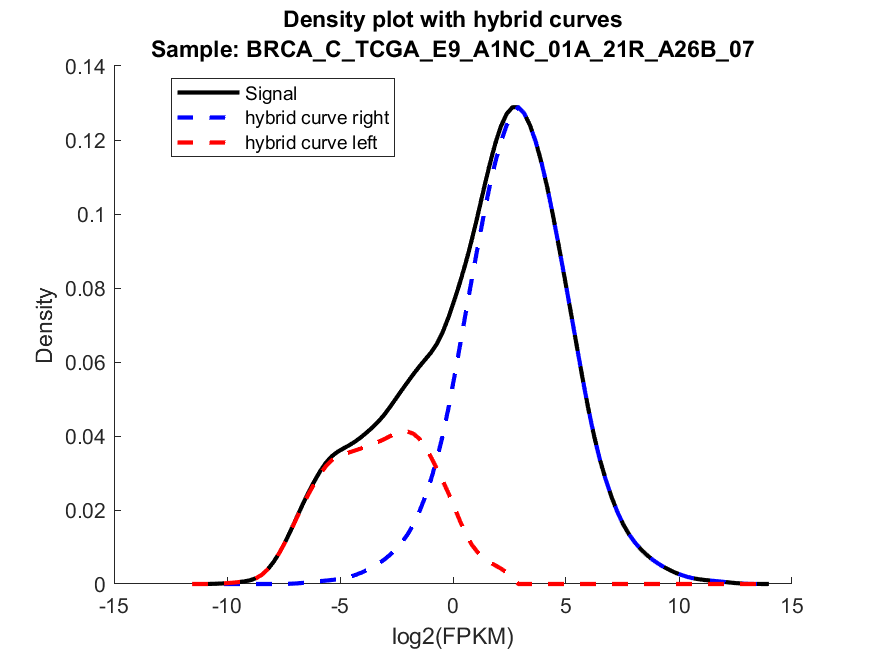 Density plot with hybrid curves
Sample: BRCA_C_TCGA_E9_A1NC_01A_21R_A26B_07
Signal
hybrid curve right
hybrid curve left
0.14
0.12
0.1
0.08
0.06
0.04
0.02
0
Density
-15
-10
-5
0
5
10
15
log2(FPKM)